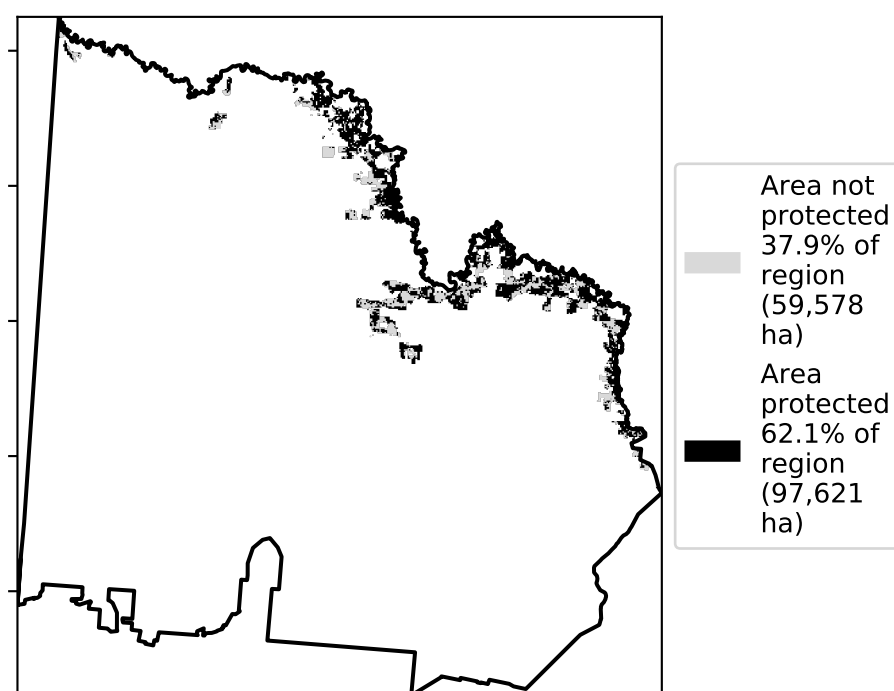 Area not
protected
37.9% of
region
(59,578
ha)
Area
protected
62.1% of
region
(97,621
ha)